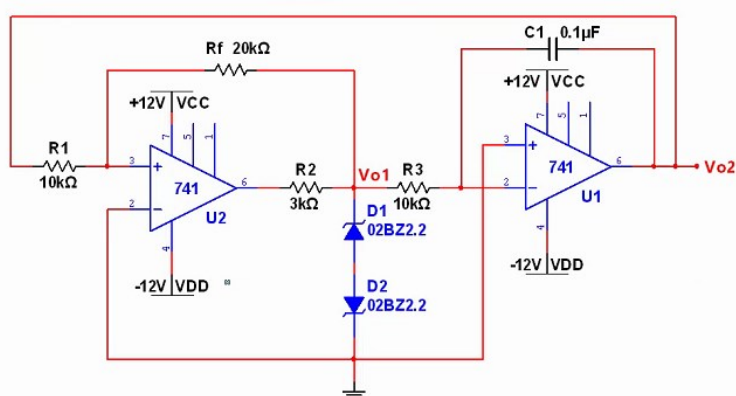 C1 0.1μF
Rf 20kΩ
+12V VCC
+12V VCC
7 5 1
7 5 1
R1
10kΩ
3
+
741
6
2
−
U2
4
-12V VDD
R2
3kΩ
Vo1
R3
10kΩ
3
+
741
6
2
−
U1
4
-12V VDD
Vo2
D1
02BZ2.2
D2
02BZ2.2